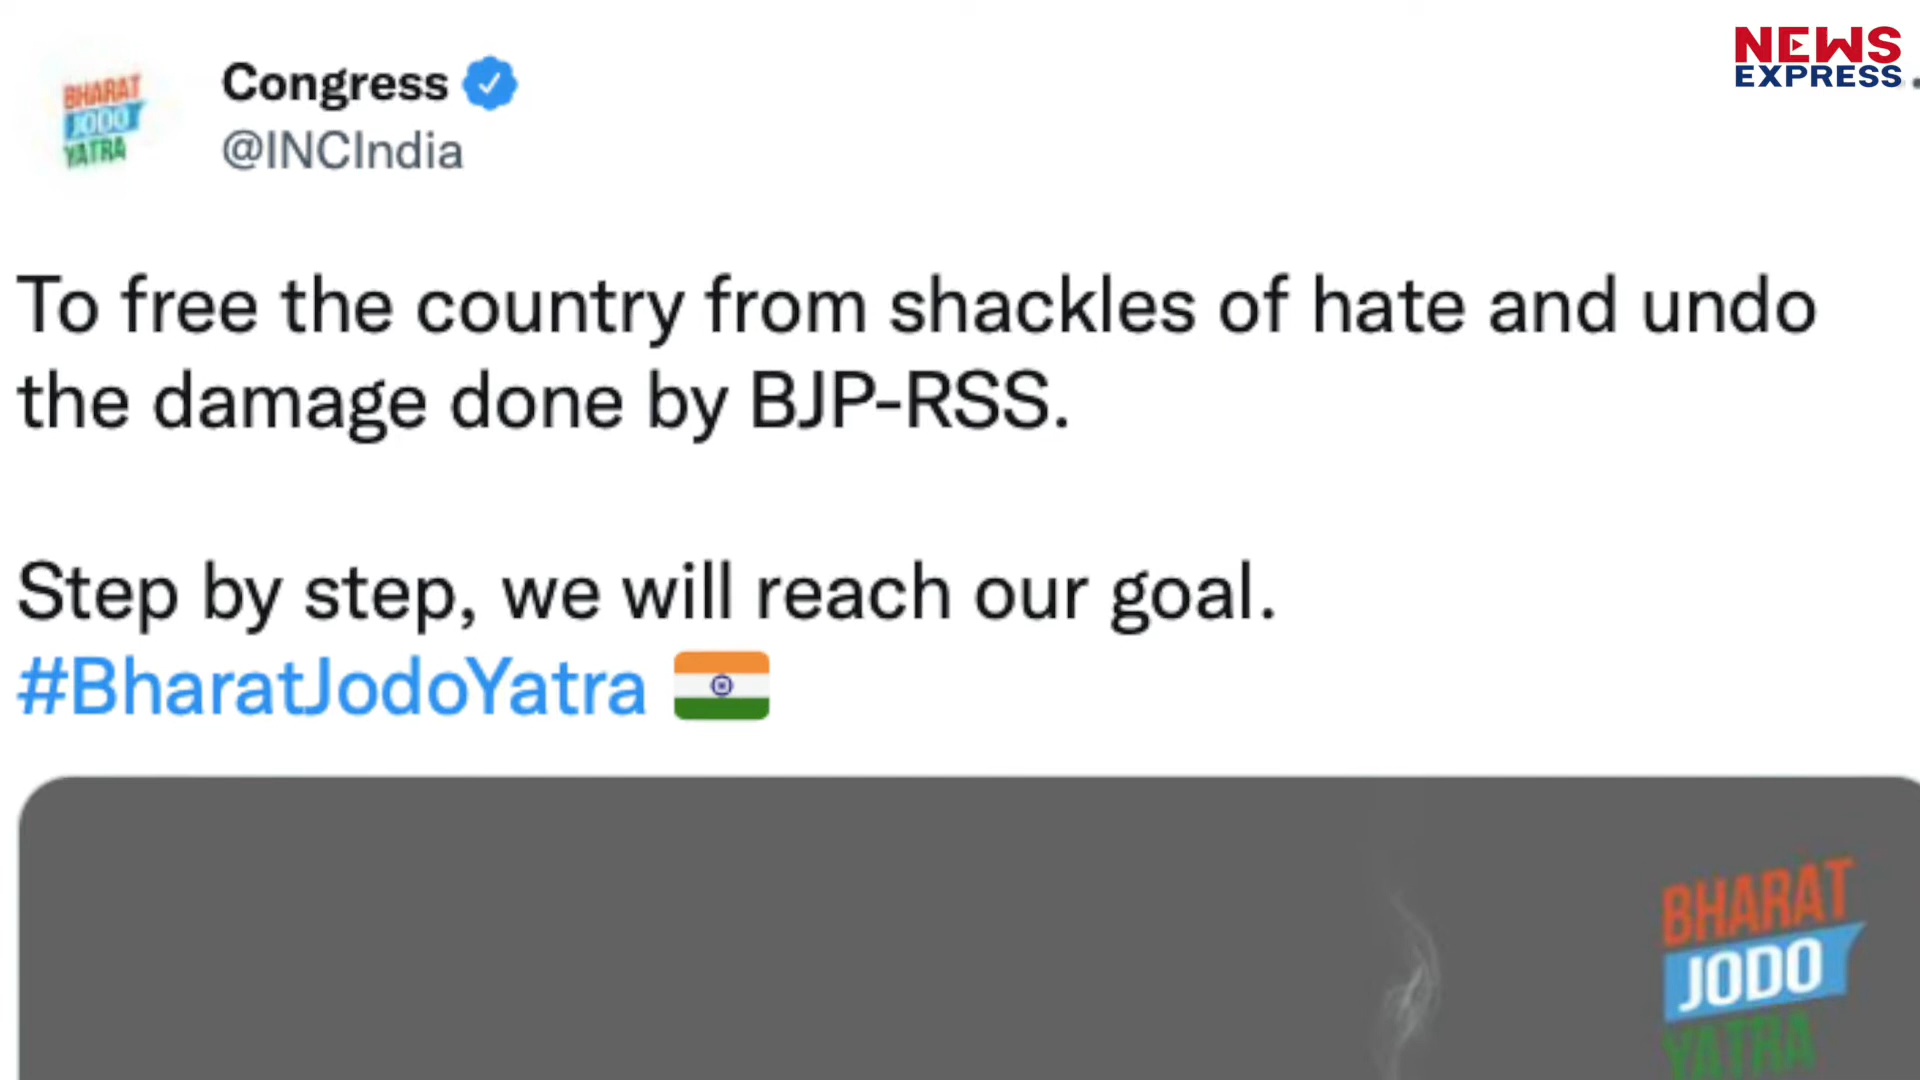 BHARAT
JODO
YATRA
Congress
@INCIndia
NEWS
EXPRESS
To free the country from shackles of hate and undo
the damage done by BJP-RSS.
Step by step, we will reach our goal.
#BharatJodoYatra
BHARAT
JODO
YATRA